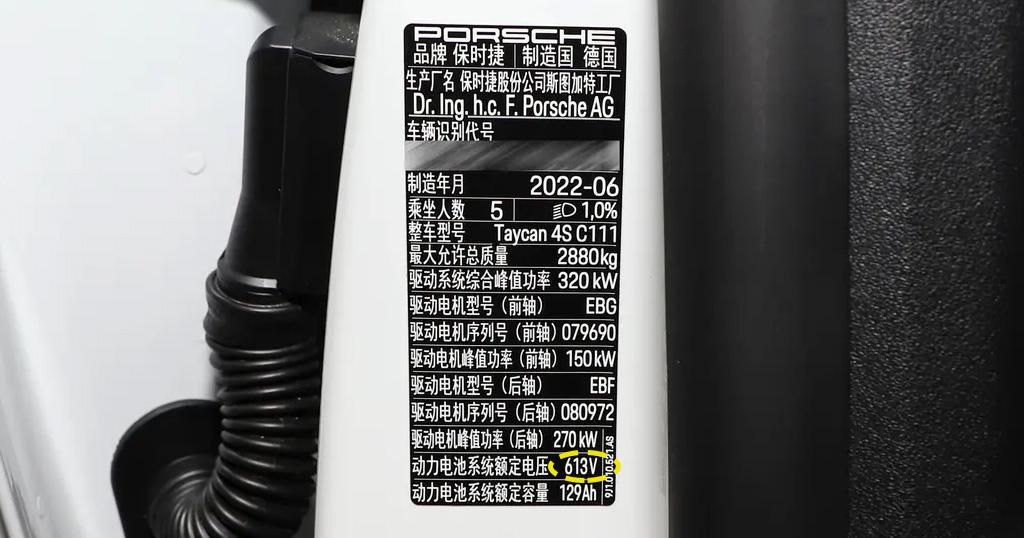 PORSCHE
品牌 保时捷 制造国 德国
生产厂名 保时捷股份公司斯图加特工厂
Dr. Ing. h.c. F. Porsche AG
车辆识别代号
制造年月 2022-06
乘坐人数 5 1,0%
整车型号 Taycan 4S C111
最大允许总质量 2880kg
驱动系统综合峰值功率 320 kW
驱动电机型号（前轴） EBG
驱动电机序列号（前轴） 079690
驱动电机峰值功率（前轴） 150 kW
驱动电机型号（后轴） EBF
驱动电机序列号（后轴） 080972
驱动电机峰值功率（后轴） 270 kW
动力电池系统额定电压 613V
动力电池系统额定容量 129Ah
9J1.010.521.AS